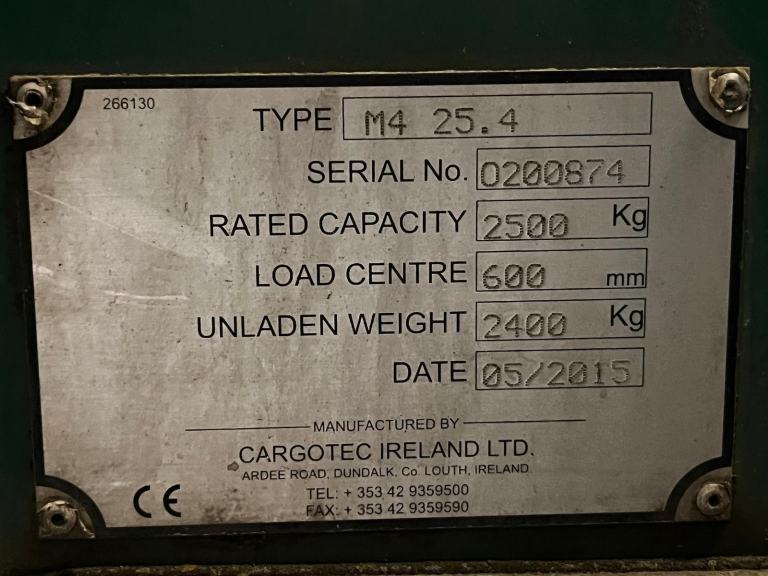 266130
TYPE M4 25.4
SERIAL No. 0200874
RATED CAPACITY 2500 Kg
LOAD CENTRE 600 mm
UNLADEN WEIGHT 2400 Kg
DATE 05/2015
MANUFACTURED BY
CARGOTEC IRELAND LTD.
ARDEE ROAD, DUNDALK, Co. LOUTH, IRELAND
TEL: + 353 42 9359500
FAX: + 353 42 9359590
CE